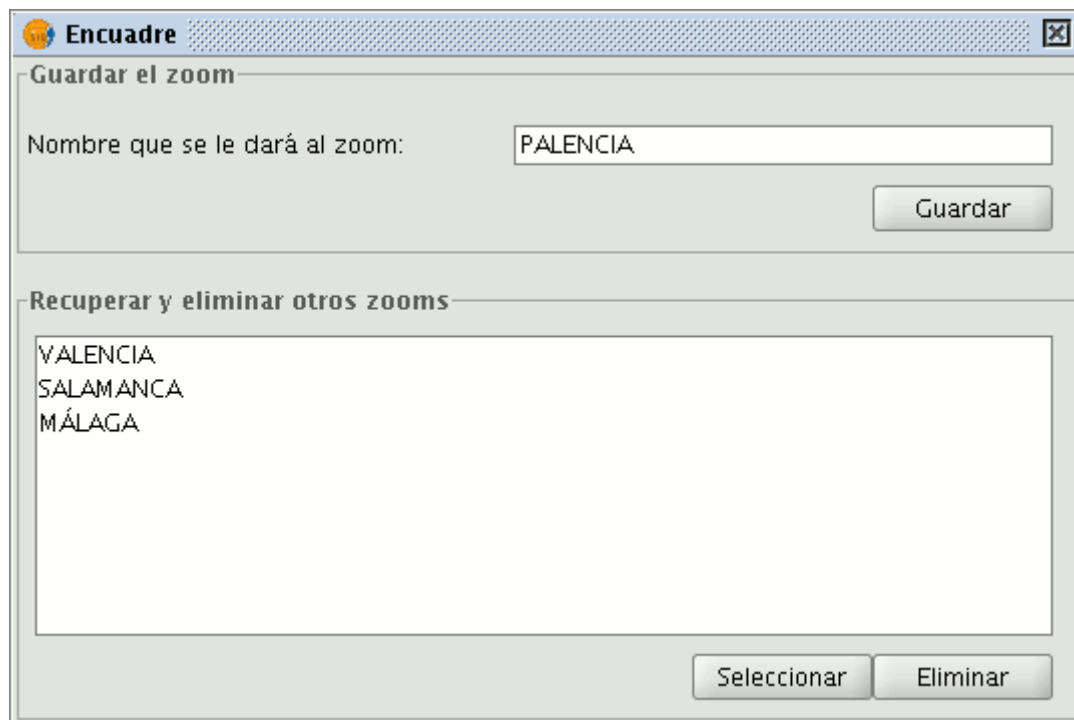 Encuadre
Guardar el zoom
Nombre que se le dará al zoom: PALENCIA
Guardar
Recuperar y eliminar otros zooms
VALENCIA
SALAMANCA
MÁLAGA
Seleccionar Eliminar